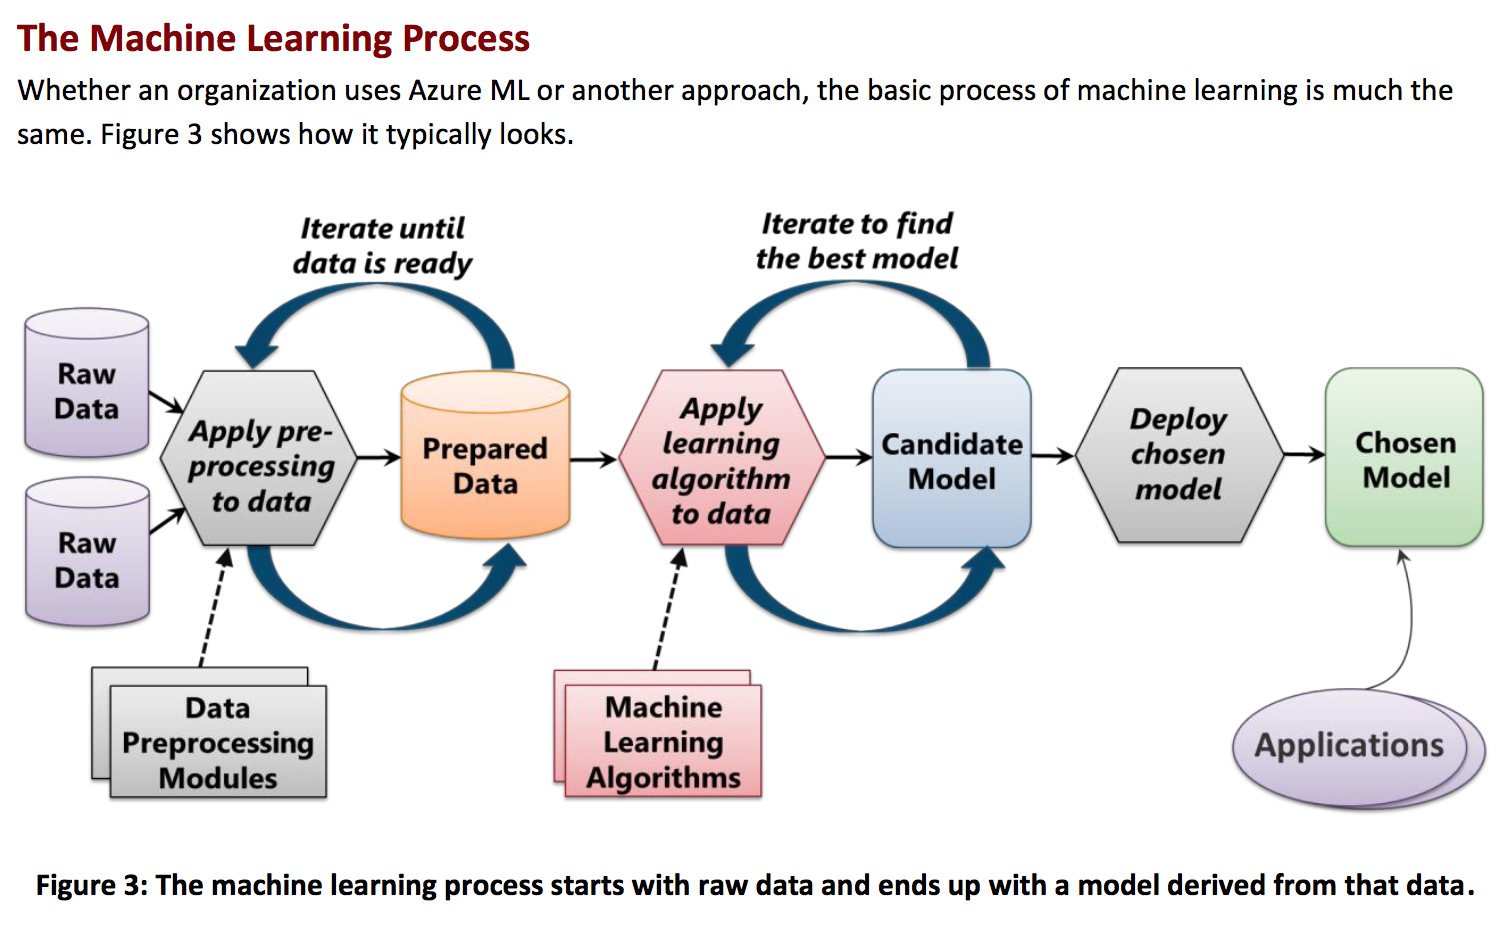 The Machine Learning Process
Whether an organization uses Azure ML or another approach, the basic process of machine learning is much the
same. Figure 3 shows how it typically looks.
Iterate until
data is ready
Iterate to find
the best model
Raw
Data
Raw
Data
Apply pre-
processing
to data
Prepared
Data
Apply
learning
algorithm
to data
Candidate
Model
Deploy
chosen
model
Chosen
Model
Data
Preprocessing
Modules
Machine
Learning
Algorithms
Applications
Figure 3: The machine learning process starts with raw data and ends up with a model derived from that data.